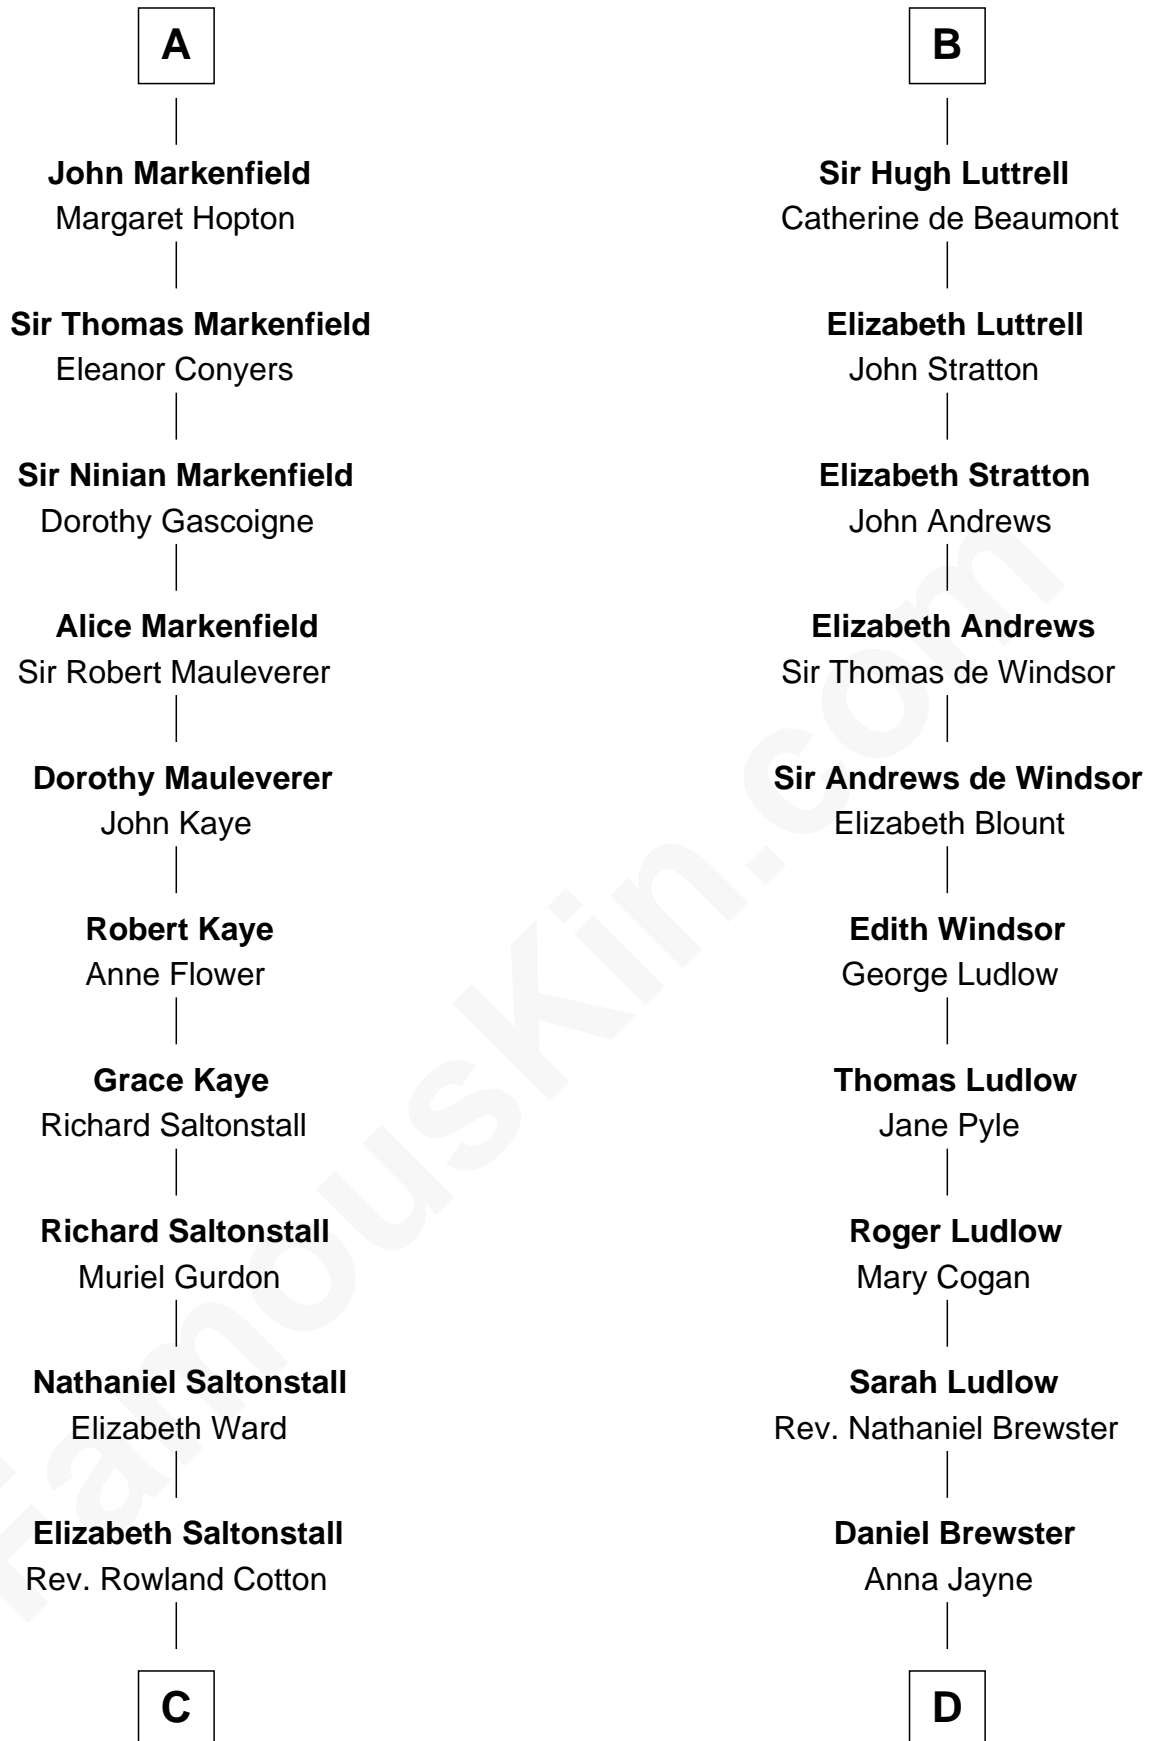 A
John Markenfield
Margaret Hopton
Sir Thomas Markenfield
Eleanor Conyers
Sir Ninian Markenfield
Dorothy Gascoigne
Alice Markenfield
Sir Robert Mauleverer
Dorothy Mauleverer
John Kaye
Robert Kaye
Anne Flower
Grace Kaye
Richard Saltonstall
Richard Saltonstall
Muriel Gurdon
Nathaniel Saltonstall
Elizabeth Ward
Elizabeth Saltonstall
Rev. Rowland Cotton
C
B
Sir Hugh Luttrell
Catherine de Beaumont
Elizabeth Luttrell
John Stratton
Elizabeth Stratton
John Andrews
Elizabeth Andrews
Sir Thomas de Windsor
Sir Andrews de Windsor
Elizabeth Blount
Edith Windsor
George Ludlow
Thomas Ludlow
Jane Pyle
Roger Ludlow
Mary Cogan
Sarah Ludlow
Rev. Nathaniel Brewster
Daniel Brewster
Anna Jayne
D
FamousKin.com